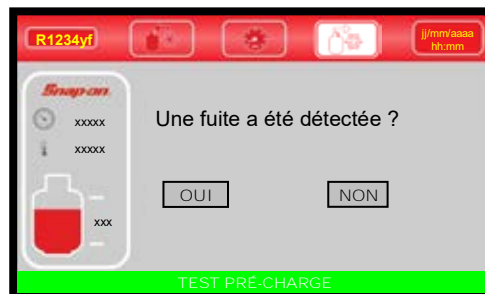 R1234yf
jj/mm/aaaa
hh:mm
Snap-on
xxxxx
xxxxx
xxx
Une fuite a été détectée ?
OUI
NON
TEST PRÉ-CHARGE